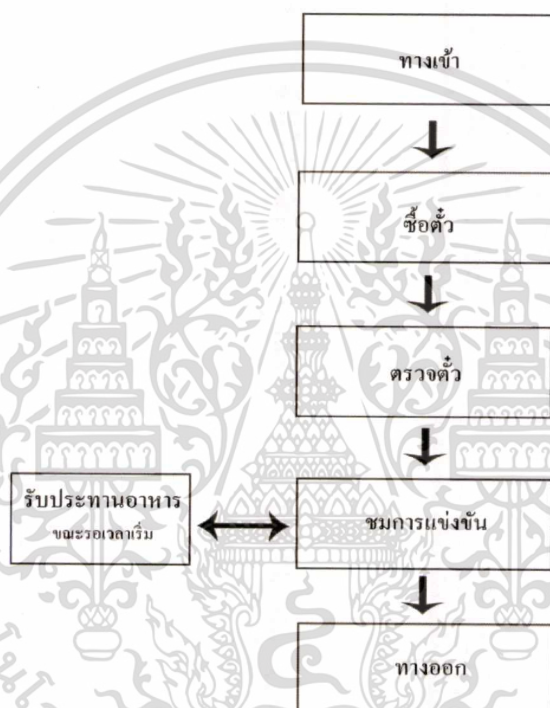 ทางเข้า
ซื้อตั๋ว
ตรวจตั๋ว
รับประทานอาหาร
ขณะรอเวลาเริ่ม
ชมการแข่งขัน
ทางออก